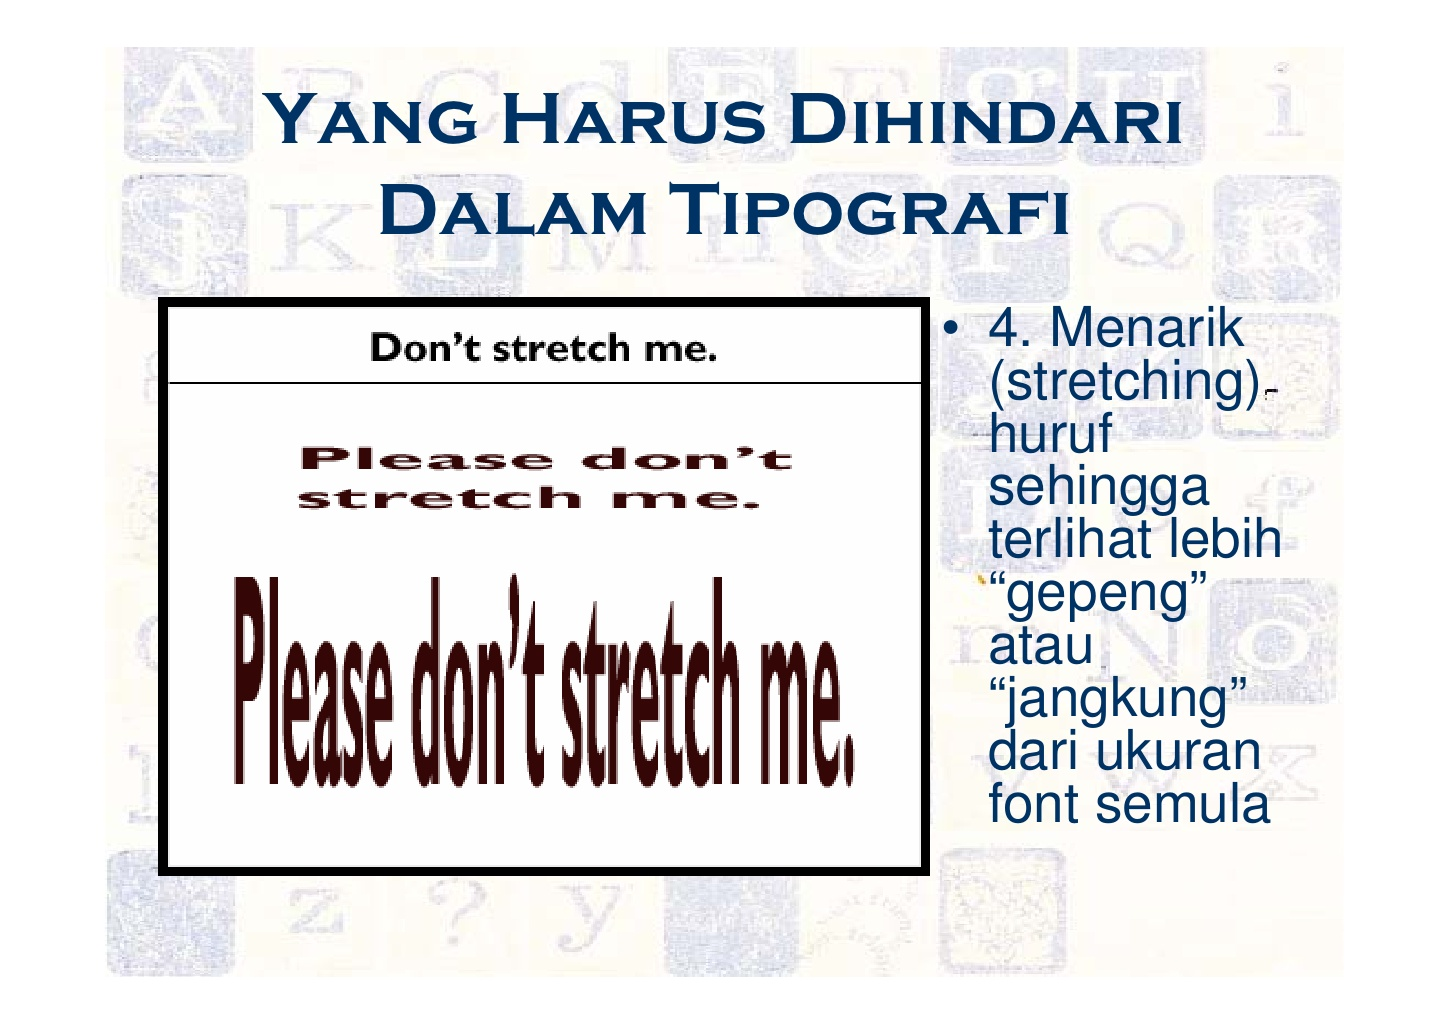 YANG HARUS DIHINDARI
DALAM TIPOGRAFI
Don’t stretch me.
Please don’t
stretch me.
Please don’t stretch me.
• 4. Menarik
(stretching)
huruf
sehingga
terlihat lebih
“gepeng”
atau
“jangkung”
dari ukuran
font semula